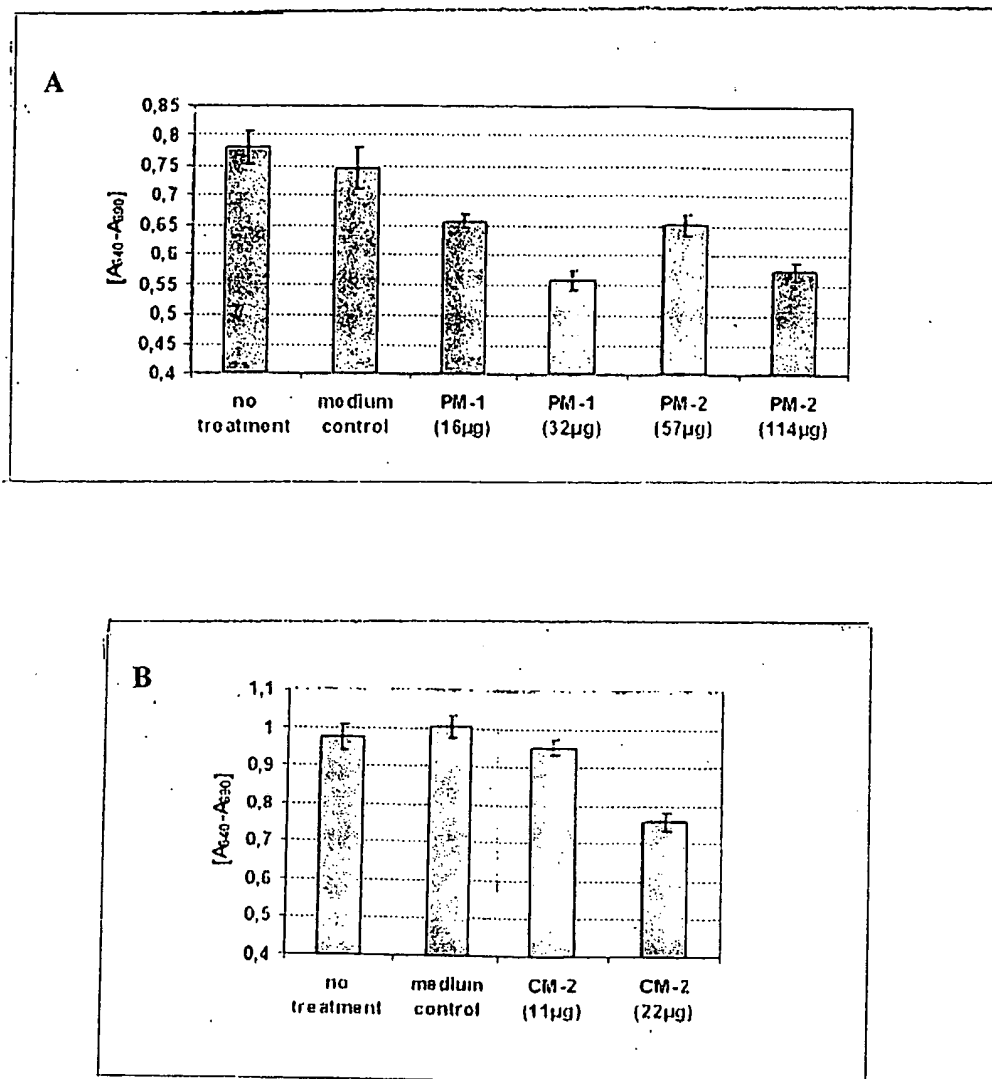 A
0,85
0,8
0,75
0,7
0,65
0,6
0,55
0,5
0,45
0,4
[A640-A690]
no treatment
medium control
PM-1 (16µg)
PM-1 (32µg)
PM-2 (57µg)
PM-2 (114µg)
B
1,1
1
0,9
0,8
0,7
0,6
0,5
0,4
[A640-A690]
no treatment
medium control
CM-2 (11µg)
CM-2 (22µg)